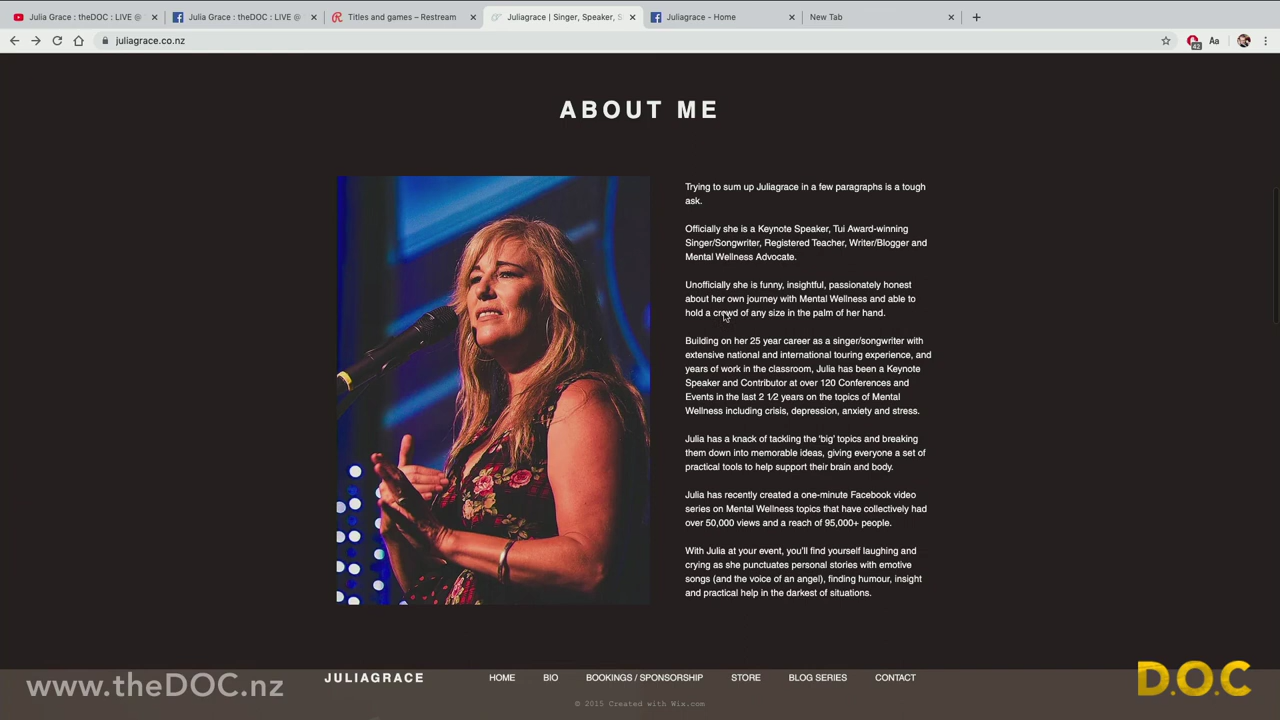 Julia Grace : theDOC : LIVE @
Julia Grace : theDOC : LIVE @
Titles and games – Restream
Juliagrace | Singer, Speaker, S
Juliagrace - Home
New Tab
juliagrace.co.nz
42
Aa
ABOUT ME
Trying to sum up Juliagrace in a few paragraphs is a tough
ask.
Officially she is a Keynote Speaker, Tui Award-winning
Singer/Songwriter, Registered Teacher, Writer/Blogger and
Mental Wellness Advocate.
Unofficially she is funny, insightful, passionately honest
about her own journey with Mental Wellness and able to
hold a crowd of any size in the palm of her hand.
Building on her 25 year career as a singer/songwriter with
extensive national and international touring experience, and
years of work in the classroom, Julia has been a Keynote
Speaker and Contributor at over 120 Conferences and
Events in the last 2 1/2 years on the topics of Mental
Wellness including crisis, depression, anxiety and stress.
Julia has a knack of tackling the ‘big’ topics and breaking
them down into memorable ideas, giving everyone a set of
practical tools to help support their brain and body.
Julia has recently created a one-minute Facebook video
series on Mental Wellness topics that have collectively had
over 50,000 views and a reach of 95,000+ people.
With Julia at your event, you’ll find yourself laughing and
crying as she punctuates personal stories with emotive
songs (and the voice of an angel), finding humour, insight
and practical help in the darkest of situations.
www.theDOC.nz
JULIAGRACE
HOME
BIO
BOOKINGS / SPONSORSHIP
STORE
BLOG SERIES
CONTACT
D.O.C
© 2015 Created with Wix.com